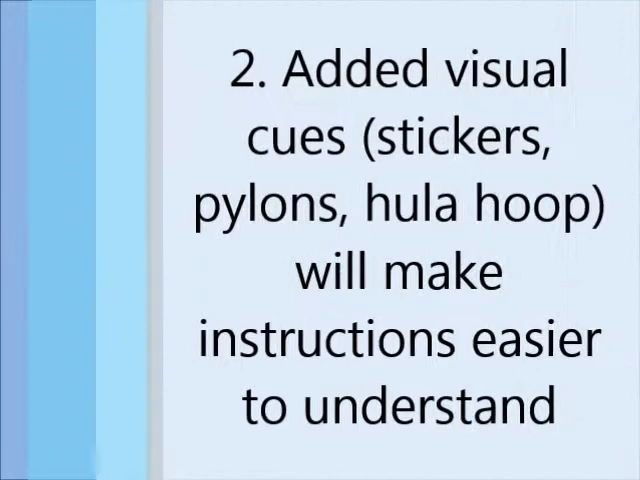 2. Added visual
cues (stickers,
pylons, hula hoop)
will make
instructions easier
to understand